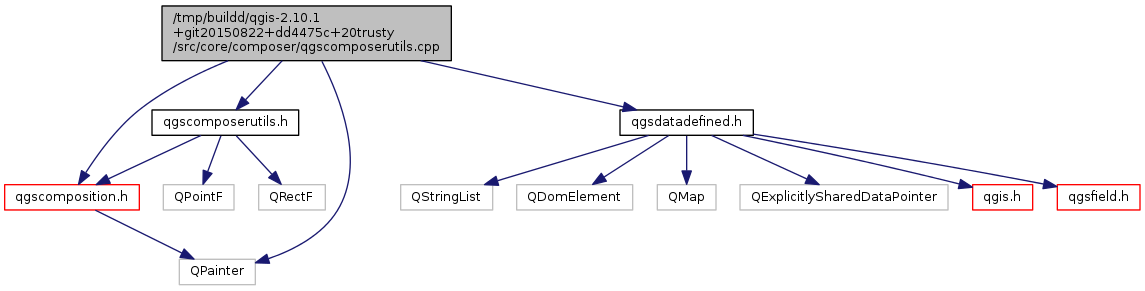 /tmp/buildd/qgis-2.10.1
+git20150822+dd4475c+20trusty
/src/core/composer/qgscomposerutils.cpp
qgscomposerutils.h
qgsdatadefined.h
qgscomposition.h
QPointF
QRectF
QStringList
QDomElement
QMap
QExplicitlySharedDataPointer
qgis.h
qgsfield.h
QPainter